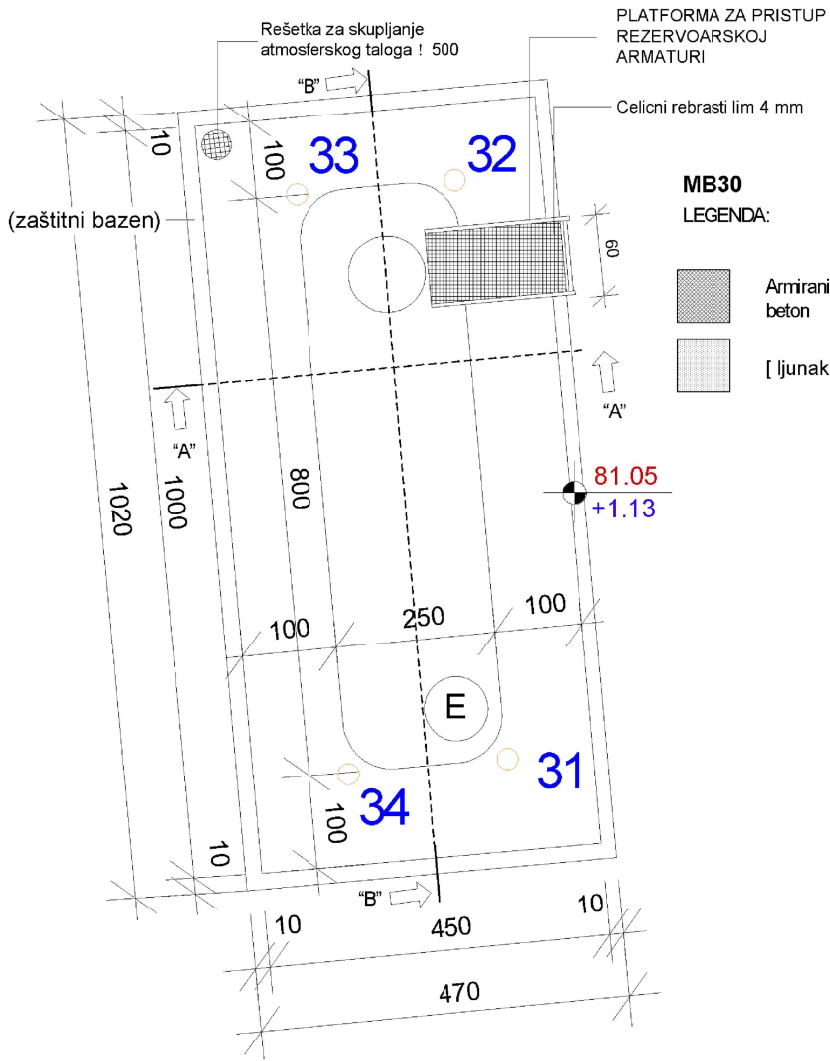 PLATFORMA ZA PRISTUP
REZERVOARSKOJ
ARMATURI
Rešetka za skupljanje
atmosferskog taloga ! 500
"B"
Celicni rebrasti lim 4 mm
10
100
33
32
MB30
LEGENDA:
(zaštitni bazen)
60
Armirani
beton
[ ljunak
"A"
"A"
1020
1000
800
81.05
+1.13
100
250
100
E
34
31
100
10
"B"
10
450
10
470